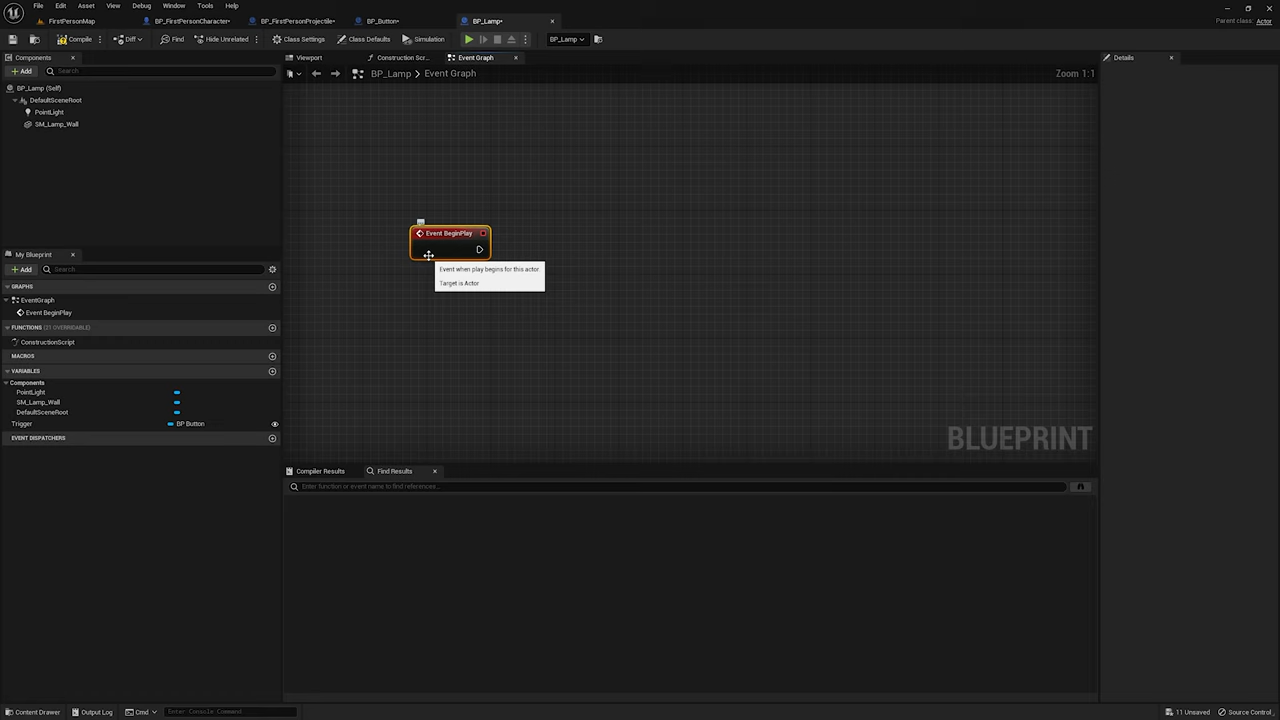 File Edit Asset View Debug Window Tools Help
FirstPersonMap BP_FirstPersonCharacter• BP_FirstPersonProjectile• BP_Button• BP_Lamp•
Parent class: Actor
Compile Diff Find Hide Unrelated Class Settings Class Defaults Simulation BP_Lamp
Components
Viewport Construction Scr... Event Graph
Details
Add Search
BP_Lamp > Event Graph
Zoom 1:1
BP_Lamp (Self)
DefaultSceneRoot
PointLight
SM_Lamp_Wall
Event BeginPlay
Event when play begins for this actor.
Target is Actor
My Blueprint
Add Search
GRAPHS
EventGraph
Event BeginPlay
FUNCTIONS (21 OVERRIDABLE)
ConstructionScript
MACROS
VARIABLES
Components
PointLight
SM_Lamp_Wall
DefaultSceneRoot
Trigger BP Button
EVENT DISPATCHERS
BLUEPRINT
Compiler Results Find Results
Enter function or event name to find references...
Content Drawer Output Log Cmd Enter Console Command
11 Unsaved Source Control